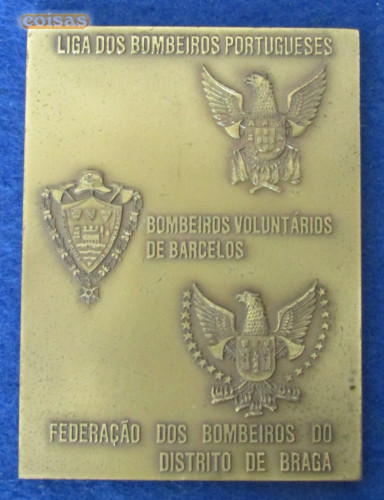 coisas
LIGA DOS BOMBEIROS PORTUGUESES
BOMBEIROS VOLUNTÁRIOS
DE BARCELOS
FEDERAÇÃO DOS BOMBEIROS DO
DISTRITO DE BRAGA